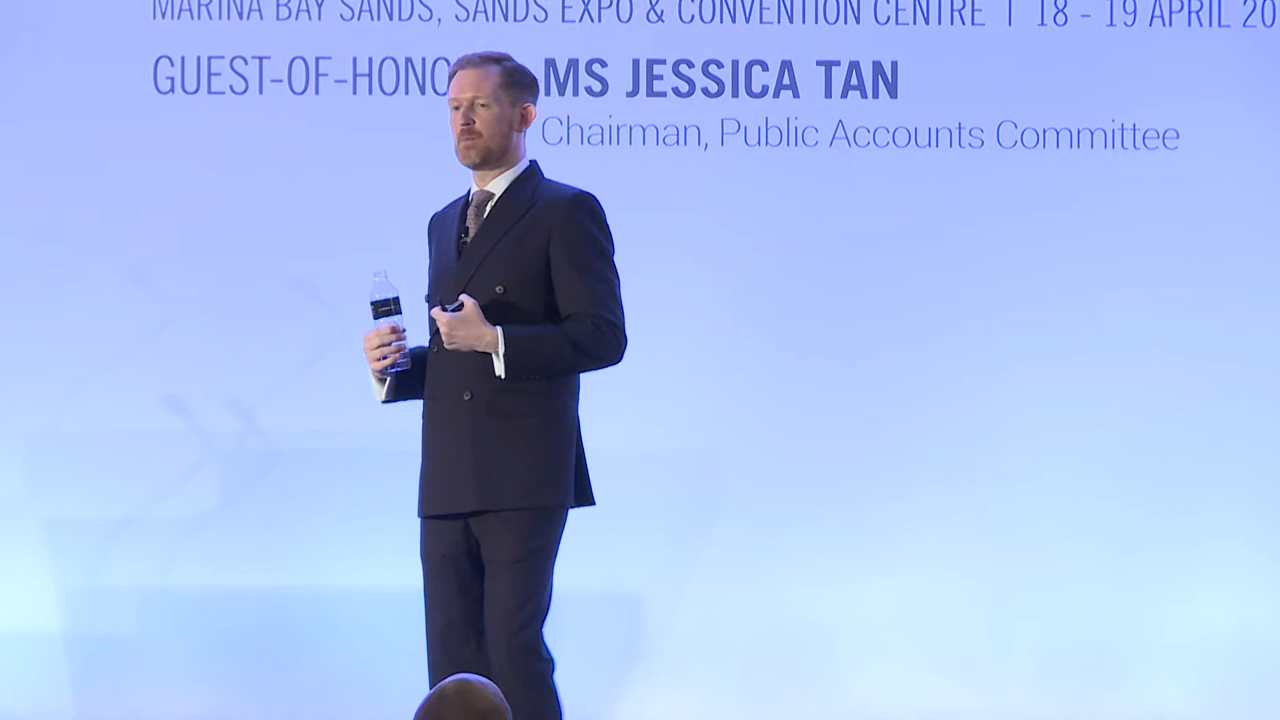 MARINA BAY SANDS, SANDS EXPO & CONVENTION CENTRE | 18 - 19 APRIL 20
GUEST-OF-HONO MS JESSICA TAN
Chairman, Public Accounts Committee